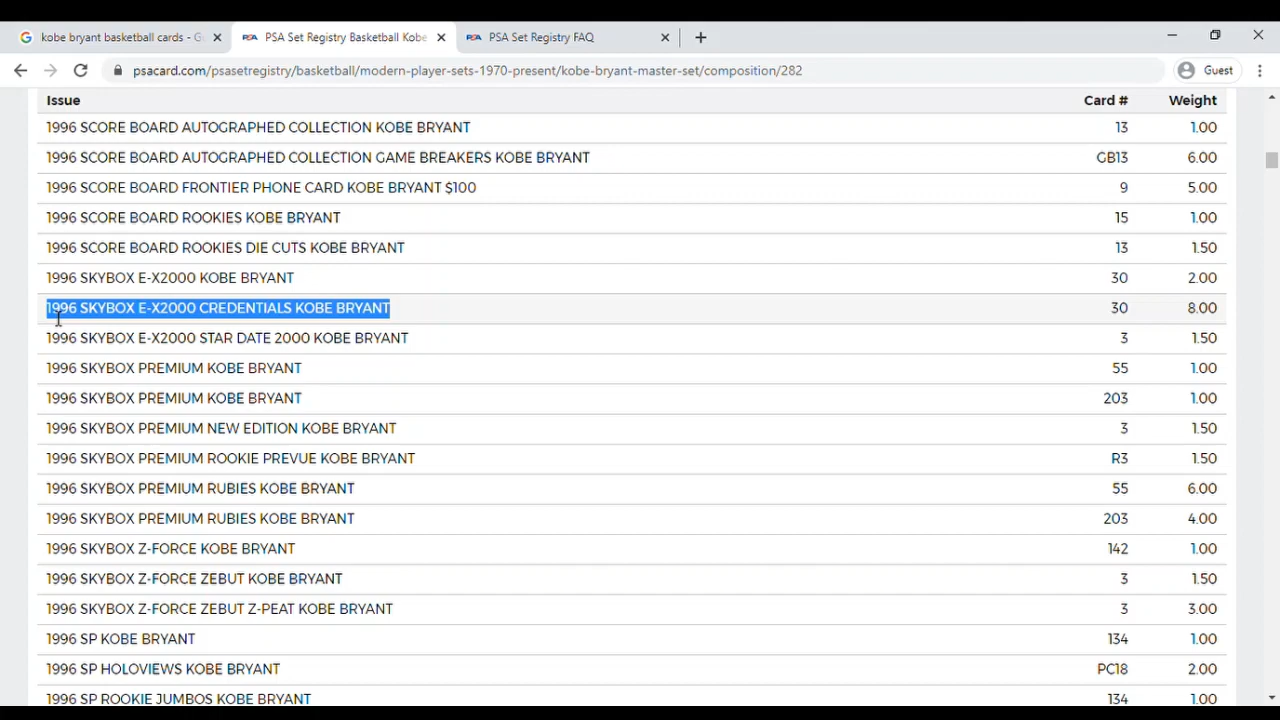 kobe bryant basketball cards - G
PSA PSA Set Registry Basketball Kobe
PSA PSA Set Registry FAQ
psacard.com/psasetregistry/basketball/modern-player-sets-1970-present/kobe-bryant-master-set/composition/282
Guest
Issue Card # Weight
1996 SCORE BOARD AUTOGRAPHED COLLECTION KOBE BRYANT 13 1.00
1996 SCORE BOARD AUTOGRAPHED COLLECTION GAME BREAKERS KOBE BRYANT GB13 6.00
1996 SCORE BOARD FRONTIER PHONE CARD KOBE BRYANT $100 9 5.00
1996 SCORE BOARD ROOKIES KOBE BRYANT 15 1.00
1996 SCORE BOARD ROOKIES DIE CUTS KOBE BRYANT 13 1.50
1996 SKYBOX E-X2000 KOBE BRYANT 30 2.00
1996 SKYBOX E-X2000 CREDENTIALS KOBE BRYANT 30 8.00
1996 SKYBOX E-X2000 STAR DATE 2000 KOBE BRYANT 3 1.50
1996 SKYBOX PREMIUM KOBE BRYANT 55 1.00
1996 SKYBOX PREMIUM KOBE BRYANT 203 1.00
1996 SKYBOX PREMIUM NEW EDITION KOBE BRYANT 3 1.50
1996 SKYBOX PREMIUM ROOKIE PREVUE KOBE BRYANT R3 1.50
1996 SKYBOX PREMIUM RUBIES KOBE BRYANT 55 6.00
1996 SKYBOX PREMIUM RUBIES KOBE BRYANT 203 4.00
1996 SKYBOX Z-FORCE KOBE BRYANT 142 1.00
1996 SKYBOX Z-FORCE ZEBUT KOBE BRYANT 3 1.50
1996 SKYBOX Z-FORCE ZEBUT Z-PEAT KOBE BRYANT 3 3.00
1996 SP KOBE BRYANT 134 1.00
1996 SP HOLOVIEWS KOBE BRYANT PC18 2.00
1996 SP ROOKIE JUMBOS KOBE BRYANT 134 1.00